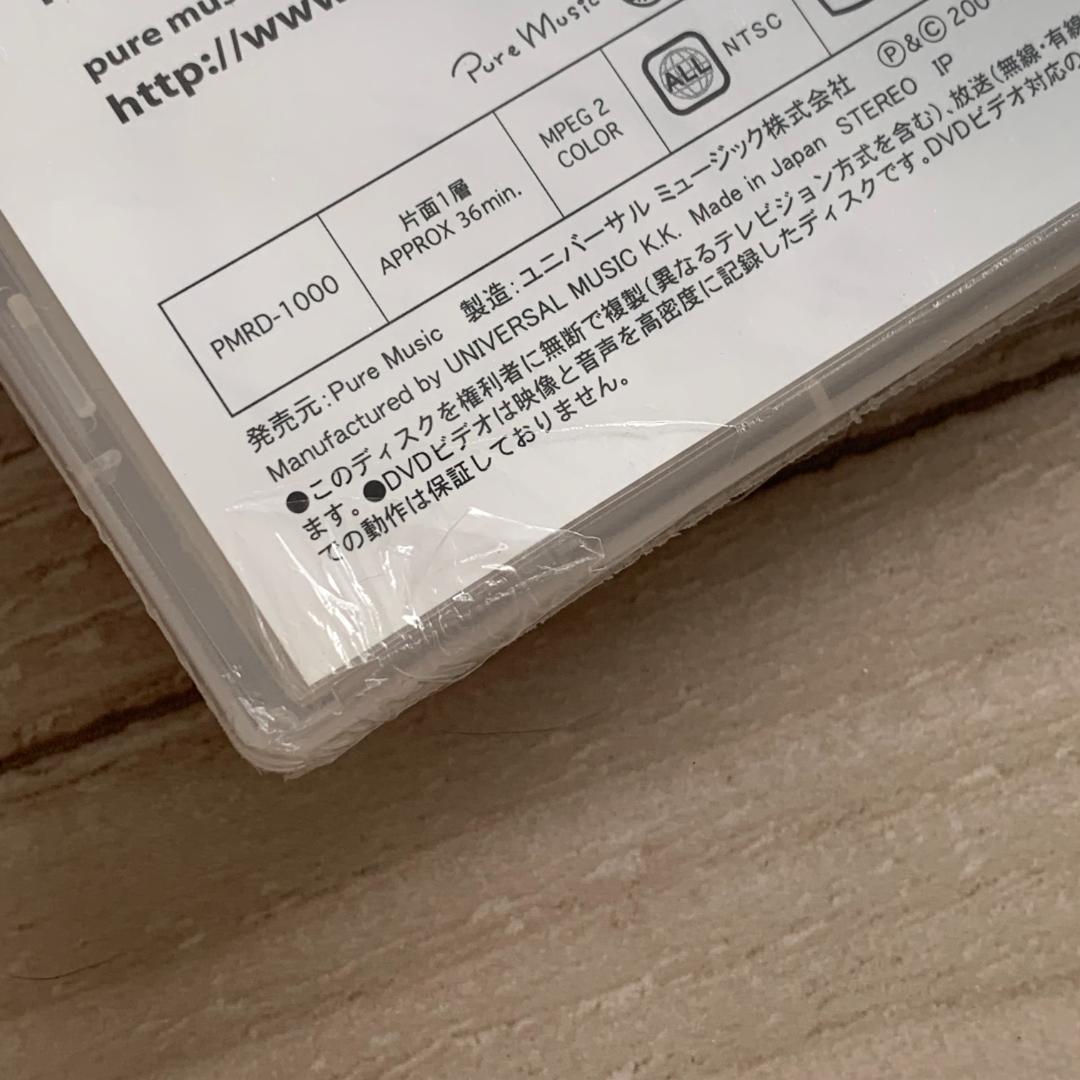 pure mus
http://www.
Pure Music
PMRD-1000
片面1層
APPROX 36min.
MPEG 2
COLOR
ALL
NTSC
発売元:Pure Music 製造:ユニバーサル ミュージック株式会社 Ⓟ&Ⓒ 200
Manufactured by UNIVERSAL MUSIC K.K. Made in Japan STEREO IP
●このディスクを権利者に無断で複製(異なるテレビジョン方式を含む)、放送(無線・有線
ます。●DVDビデオは映像と音声を高密度に記録したディスクです。DVDビデオ対応の
での動作は保証しておりません。